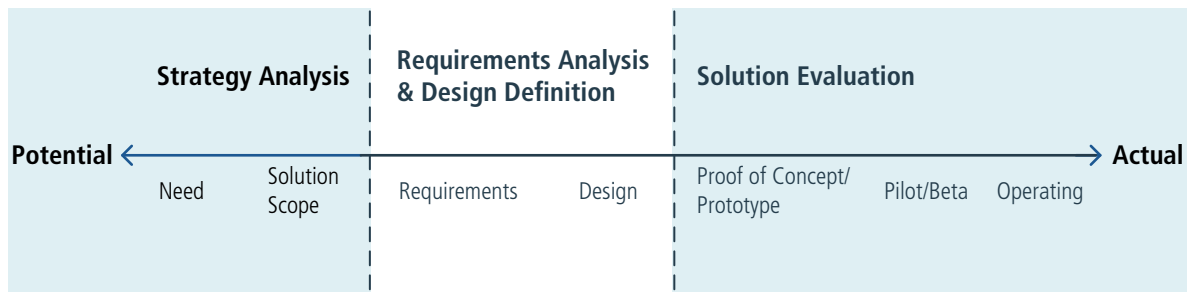 Strategy Analysis
Requirements Analysis
& Design Definition
Solution Evaluation
Potential
Actual
Need
Solution
Scope
Requirements
Design
Proof of Concept/
Prototype
Pilot/Beta
Operating